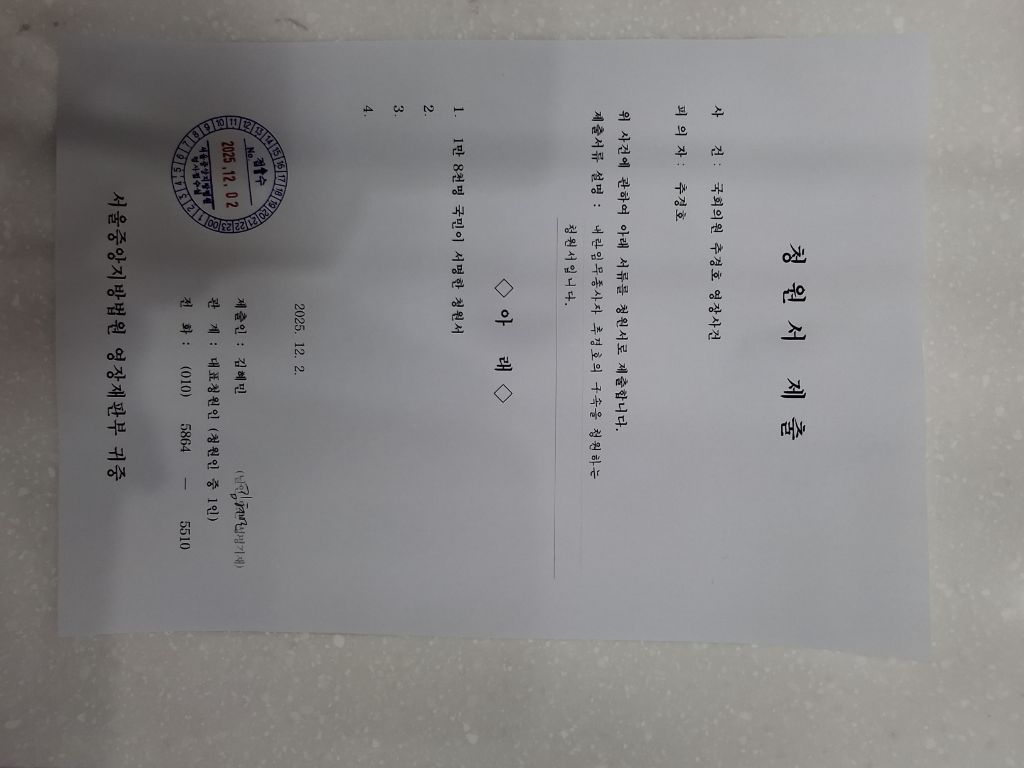 청 원 서 제 출
사 건 : 국회의원 추경호 영장사건
피 의 자 : 추경호
위 사건에 관하여 아래 서류를 청원서로 제출합니다.
제출서류 설명 : 내란임무종사자 추경호의 구속을 청원하는
청원서입니다.
◇ 아 래 ◇
1. 1만 8천명 국민이 서명한 청원서
2.
3.
4.
2025. 12. 2.
제출인 : 김혜민
관 계 : 대표청원인 (청원인 중 1인)
전 화 : (010) 5864 — 5510
접수
No.
2025. 12. 02
서울중앙지방법원 영장재판부 귀중